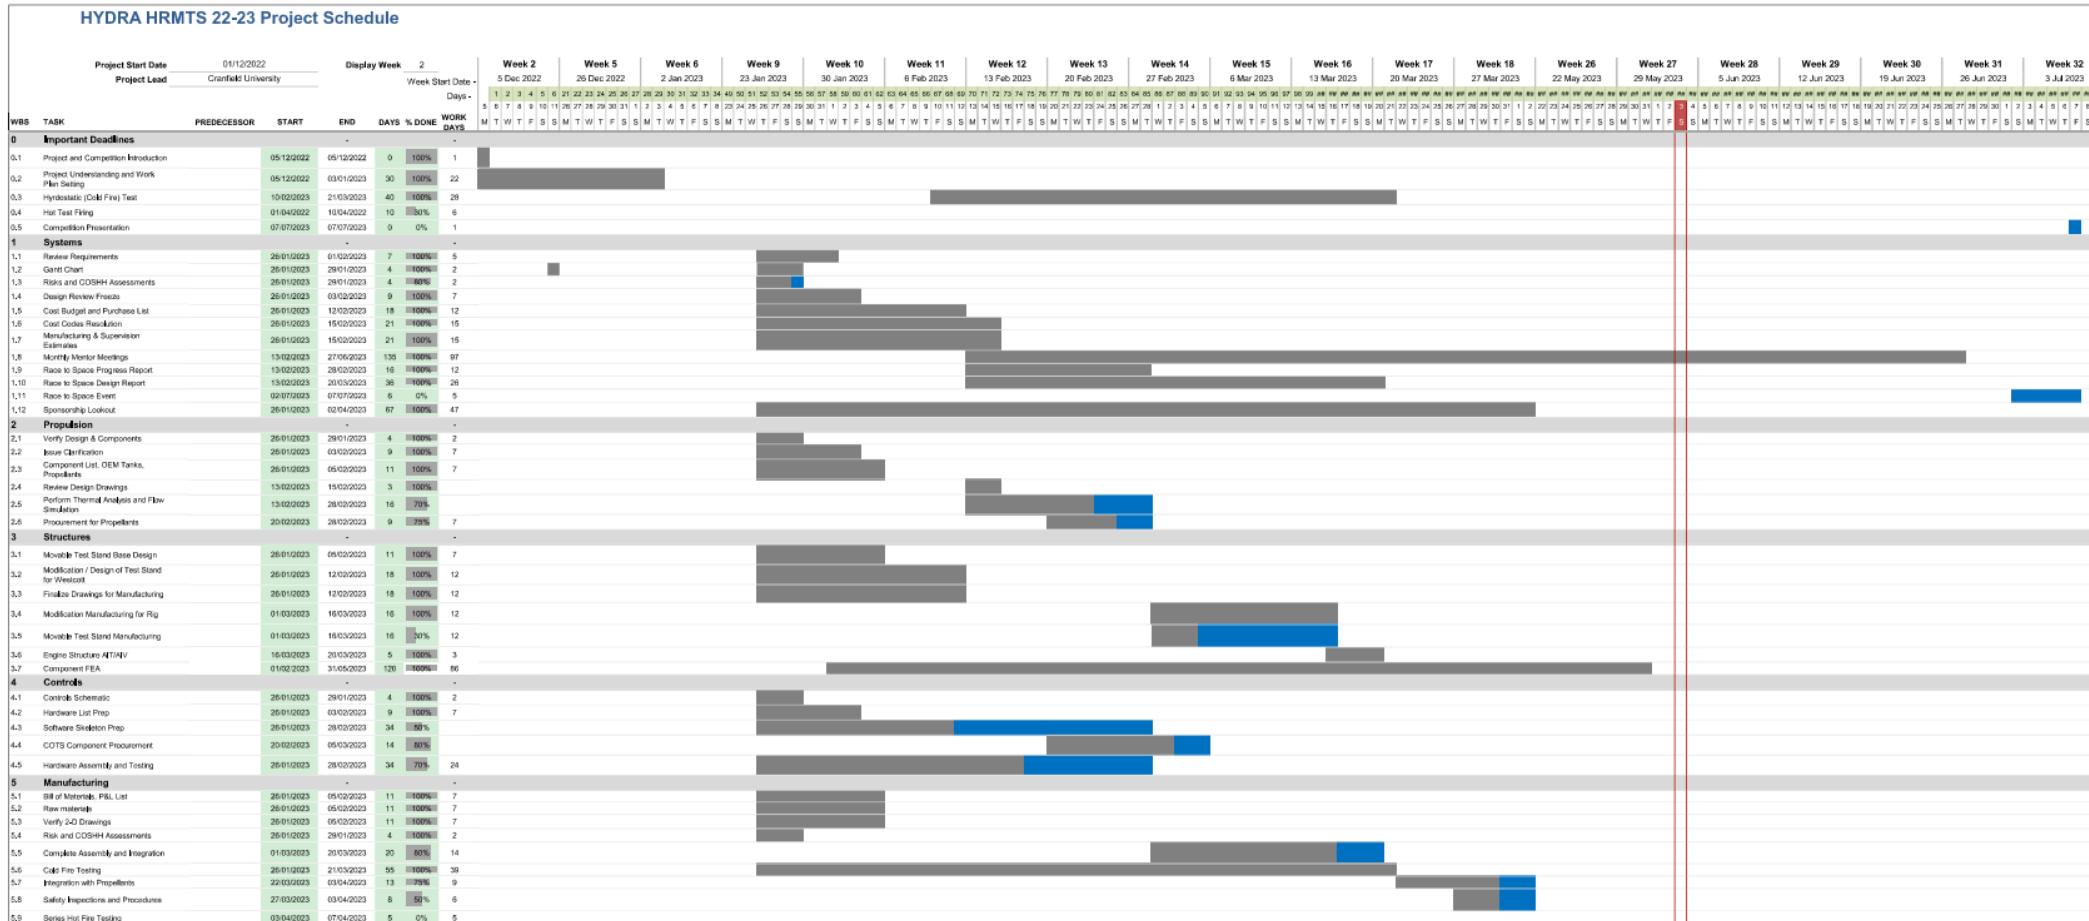 HYDRA HRMTS 22-23 Project Schedule
Project Start Date 01/12/2022 Display Week 2 Week 2 Week 5 Week 6 Week 9 Week 10 Week 11 Week 12 Week 13 Week 14 Week 15 Week 16 Week 17 Week 18 Week 26 Week 27 Week 28 Week 29 Week 30 Week 31 Week 32
Project Lead Cranfield University Week Start Date - 5 Dec 2022 26 Dec 2022 2 Jan 2023 23 Jan 2023 30 Jan 2023 6 Feb 2023 13 Feb 2023 20 Feb 2023 27 Feb 2023 6 Mar 2023 13 Mar 2023 20 Mar 2023 27 Mar 2023 22 May 2023 29 May 2023 5 Jun 2023 12 Jun 2023 19 Jun 2023 26 Jun 2023 3 Jul 2023
Days -
WBS TASK PREDECESSOR START END DAYS % DONE WORK DAYS
0 Important Deadlines - -
0.1 Project and Competition Introduction 05/12/2022 05/12/2022 0 100% 1
0.2 Project Understanding and Work Plan Setting 05/12/2022 03/01/2023 30 100% 22
0.3 Hyrdostatic (Cold Fire) Test 10/02/2023 21/03/2023 40 100% 28
0.4 Hot Test Firing 01/04/2022 10/04/2022 10 30% 6
0.5 Competition Presentation 07/07/2023 07/07/2023 0 0% 1
1 Systems - -
1.1 Review Requirements 26/01/2023 01/02/2023 7 100% 5
1.2 Gantt Chart 26/01/2023 29/01/2023 4 100% 2
1.3 Risks and COSHH Assessments 26/01/2023 29/01/2023 4 80% 2
1.4 Design Review Freeze 26/01/2023 03/02/2023 9 100% 7
1.5 Cost Budget and Purchase List 26/01/2023 12/02/2023 18 100% 12
1.6 Cost Codes Resolution 26/01/2023 15/02/2023 21 100% 15
1.7 Manufacturing & Supervision Estimates 26/01/2023 15/02/2023 21 100% 15
1.8 Monthly Mentor Meetings 13/02/2023 27/06/2023 135 100% 97
1.9 Race to Space Progress Report 13/02/2023 28/02/2023 16 100% 12
1.10 Race to Space Design Report 13/02/2023 20/03/2023 36 100% 26
1.11 Race to Space Event 02/07/2023 07/07/2023 6 0% 5
1.12 Sponsorship Lookout 26/01/2023 02/04/2023 67 100% 47
2 Propulsion - -
2.1 Verify Design & Components 26/01/2023 29/01/2023 4 100% 2
2.2 Issue Clarification 26/01/2023 03/02/2023 9 100% 7
2.3 Component List, OEM Tanks, Propellants 26/01/2023 05/02/2023 11 100% 7
2.4 Review Design Drawings 13/02/2023 15/02/2023 3 100%
2.5 Perform Thermal Analysis and Flow Simulation 13/02/2023 28/02/2023 16 70%
2.6 Procurement for Propellants 20/02/2023 28/02/2023 9 75% 7
3 Structures - -
3.1 Movable Test Stand Base Design 26/01/2023 05/02/2023 11 100% 7
3.2 Modification / Design of Test Stand for Westcott 26/01/2023 12/02/2023 18 100% 12
3.3 Finalize Drawings for Manufacturing 26/01/2023 12/02/2023 18 100% 12
3.4 Modification Manufacturing for Rig 01/03/2023 16/03/2023 16 100% 12
3.5 Movable Test Stand Manufacturing 01/03/2023 16/03/2023 16 30% 12
3.6 Engine Structure AIT/AIV 16/03/2023 20/03/2023 5 100% 3
3.7 Component FEA 01/02/2023 31/05/2023 120 100% 86
4 Controls - -
4.1 Controls Schematic 26/01/2023 29/01/2023 4 100% 2
4.2 Hardware List Prep 26/01/2023 03/02/2023 9 100% 7
4.3 Software Skeleton Prep 26/01/2023 28/02/2023 34 50%
4.4 COTS Component Procurement 20/02/2023 05/03/2023 14 80%
4.5 Hardware Assembly and Testing 26/01/2023 28/02/2023 34 70% 24
5 Manufacturing - -
5.1 Bill of Materials, P&L List 26/01/2023 05/02/2023 11 100% 7
5.2 Raw materials 26/01/2023 05/02/2023 11 100% 7
5.3 Verify 2-D Drawings 26/01/2023 05/02/2023 11 100% 7
5.4 Risk and COSHH Assessments 26/01/2023 29/01/2023 4 100% 2
5.5 Complete Assembly and Integration 01/03/2023 20/03/2023 20 80% 14
5.6 Cold Fire Testing 26/01/2023 21/03/2023 55 100% 39
5.7 Integration with Propellants 22/03/2023 03/04/2023 13 75% 9
5.8 Safety Inspections and Procedures 27/03/2023 03/04/2023 8 50% 6
5.9 Series Hot Fire Testing 03/04/2023 07/04/2023 5 0% 5